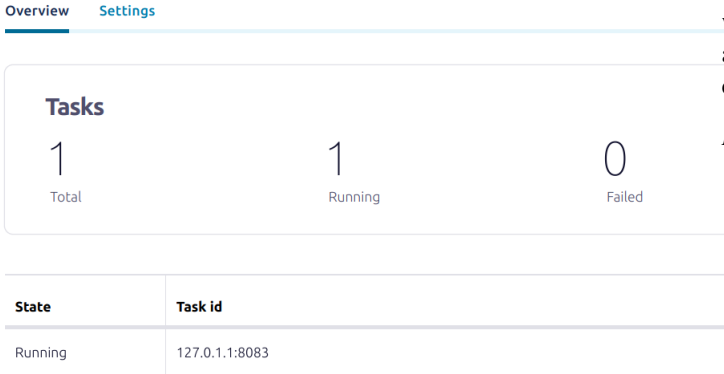 Overview Settings
Tasks
1 1 0
Total Running Failed
State Task id
Running 127.0.1.1:8083